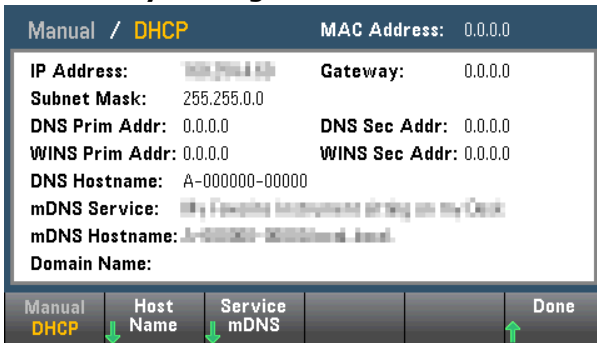 Manual / DHCP MAC Address: 0.0.0.0
IP Address: Gateway: 0.0.0.0
Subnet Mask: 255.255.0.0
DNS Prim Addr: 0.0.0.0 DNS Sec Addr: 0.0.0.0
WINS Prim Addr: 0.0.0.0 WINS Sec Addr: 0.0.0.0
DNS Hostname: A-000000-00000
mDNS Service:
mDNS Hostname:
Domain Name:
Manual Host Service Done
DHCP Name mDNS